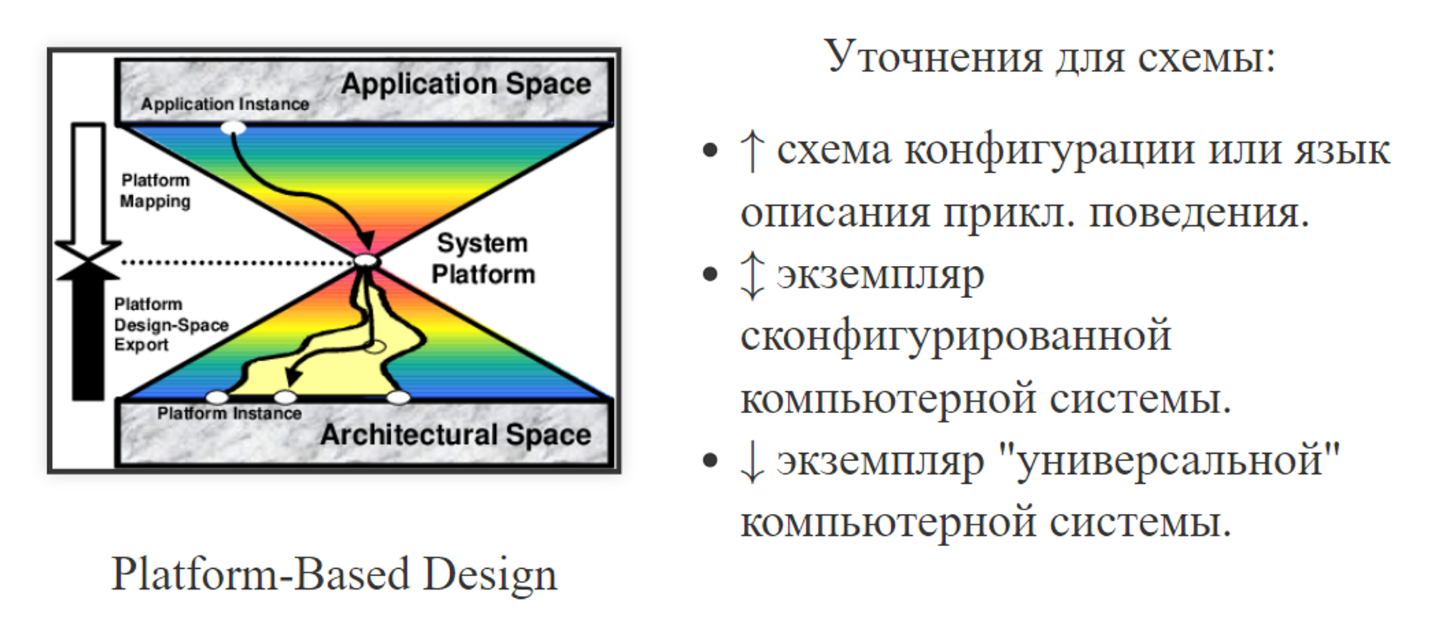 Application Space
Application Instance
Platform
Mapping
System
Platform
Platform
Design-Space
Export
Platform Instance
Architectural Space
Platform-Based Design
Уточнения для схемы:
• ↑ схема конфигурации или язык
описания прикл. поведения.
• ↕ экземпляр
сконфигурированной
компьютерной системы.
• ↓ экземпляр "универсальной"
компьютерной системы.